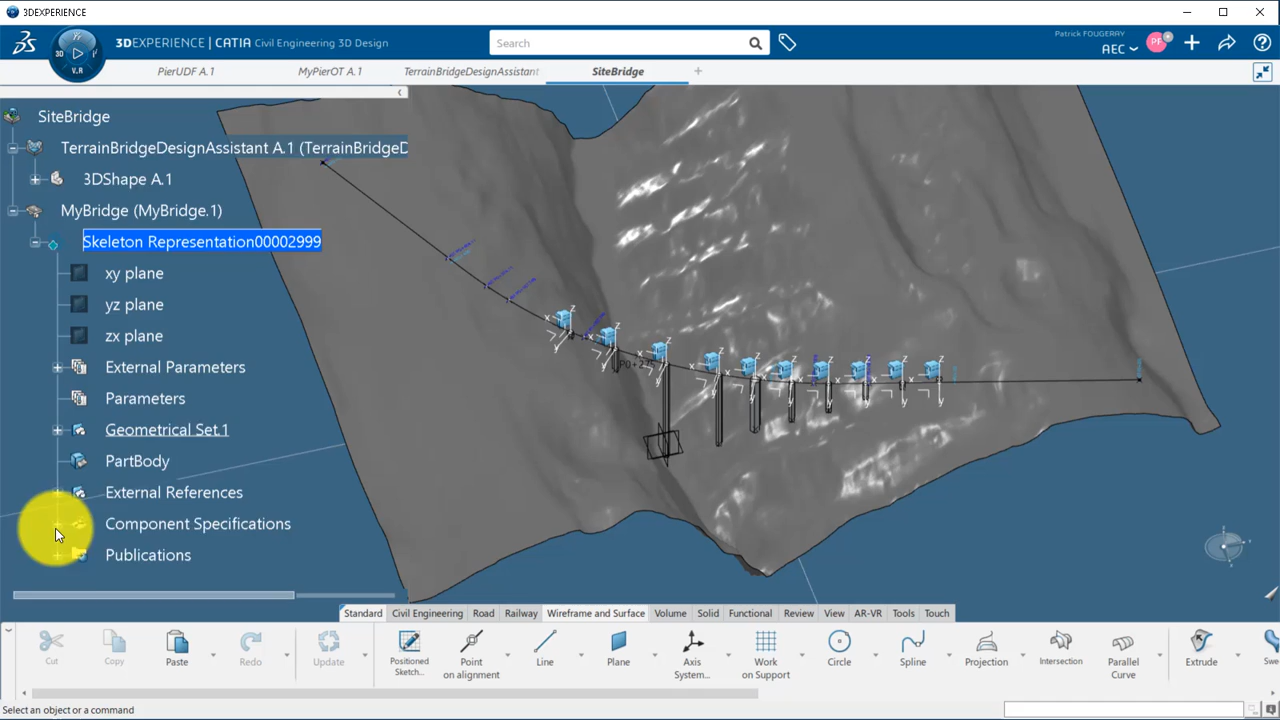 3DEXPERIENCE
3DEXPERIENCE | CATIA Civil Engineering 3D Design
Search
Patrick FOUGERAY
AEC
PF
3D
V.R
PierUDF A.1
MyPierOT A.1
TerrainBridgeDesignAssistant
SiteBridge
SiteBridge
TerrainBridgeDesignAssistant A.1 (TerrainBridgeD
3DShape A.1
MyBridge (MyBridge.1)
Skeleton Representation00002999
xy plane
yz plane
zx plane
External Parameters
Parameters
Geometrical Set.1
PartBody
External References
Component Specifications
Publications
Standard
Civil Engineering
Road
Railway
Wireframe and Surface
Volume
Solid
Functional
Review
View
AR-VR
Tools
Touch
Cut
Copy
Paste
Redo
Update
Positioned
Sketch...
Point
on alignment
Line
Plane
Axis
System...
Work
on Support
Circle
Spline
Projection
Intersection
Parallel
Curve
Extrude
Swe
Select an object or a command